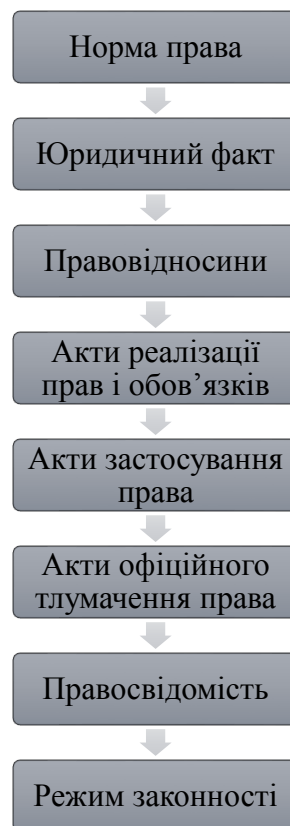 Норма права
Юридичний факт
Правовідносини
Акти реалізації
прав і обов’язків
Акти застосування
права
Акти офіційного
тлумачення права
Правосвідомість
Режим законності